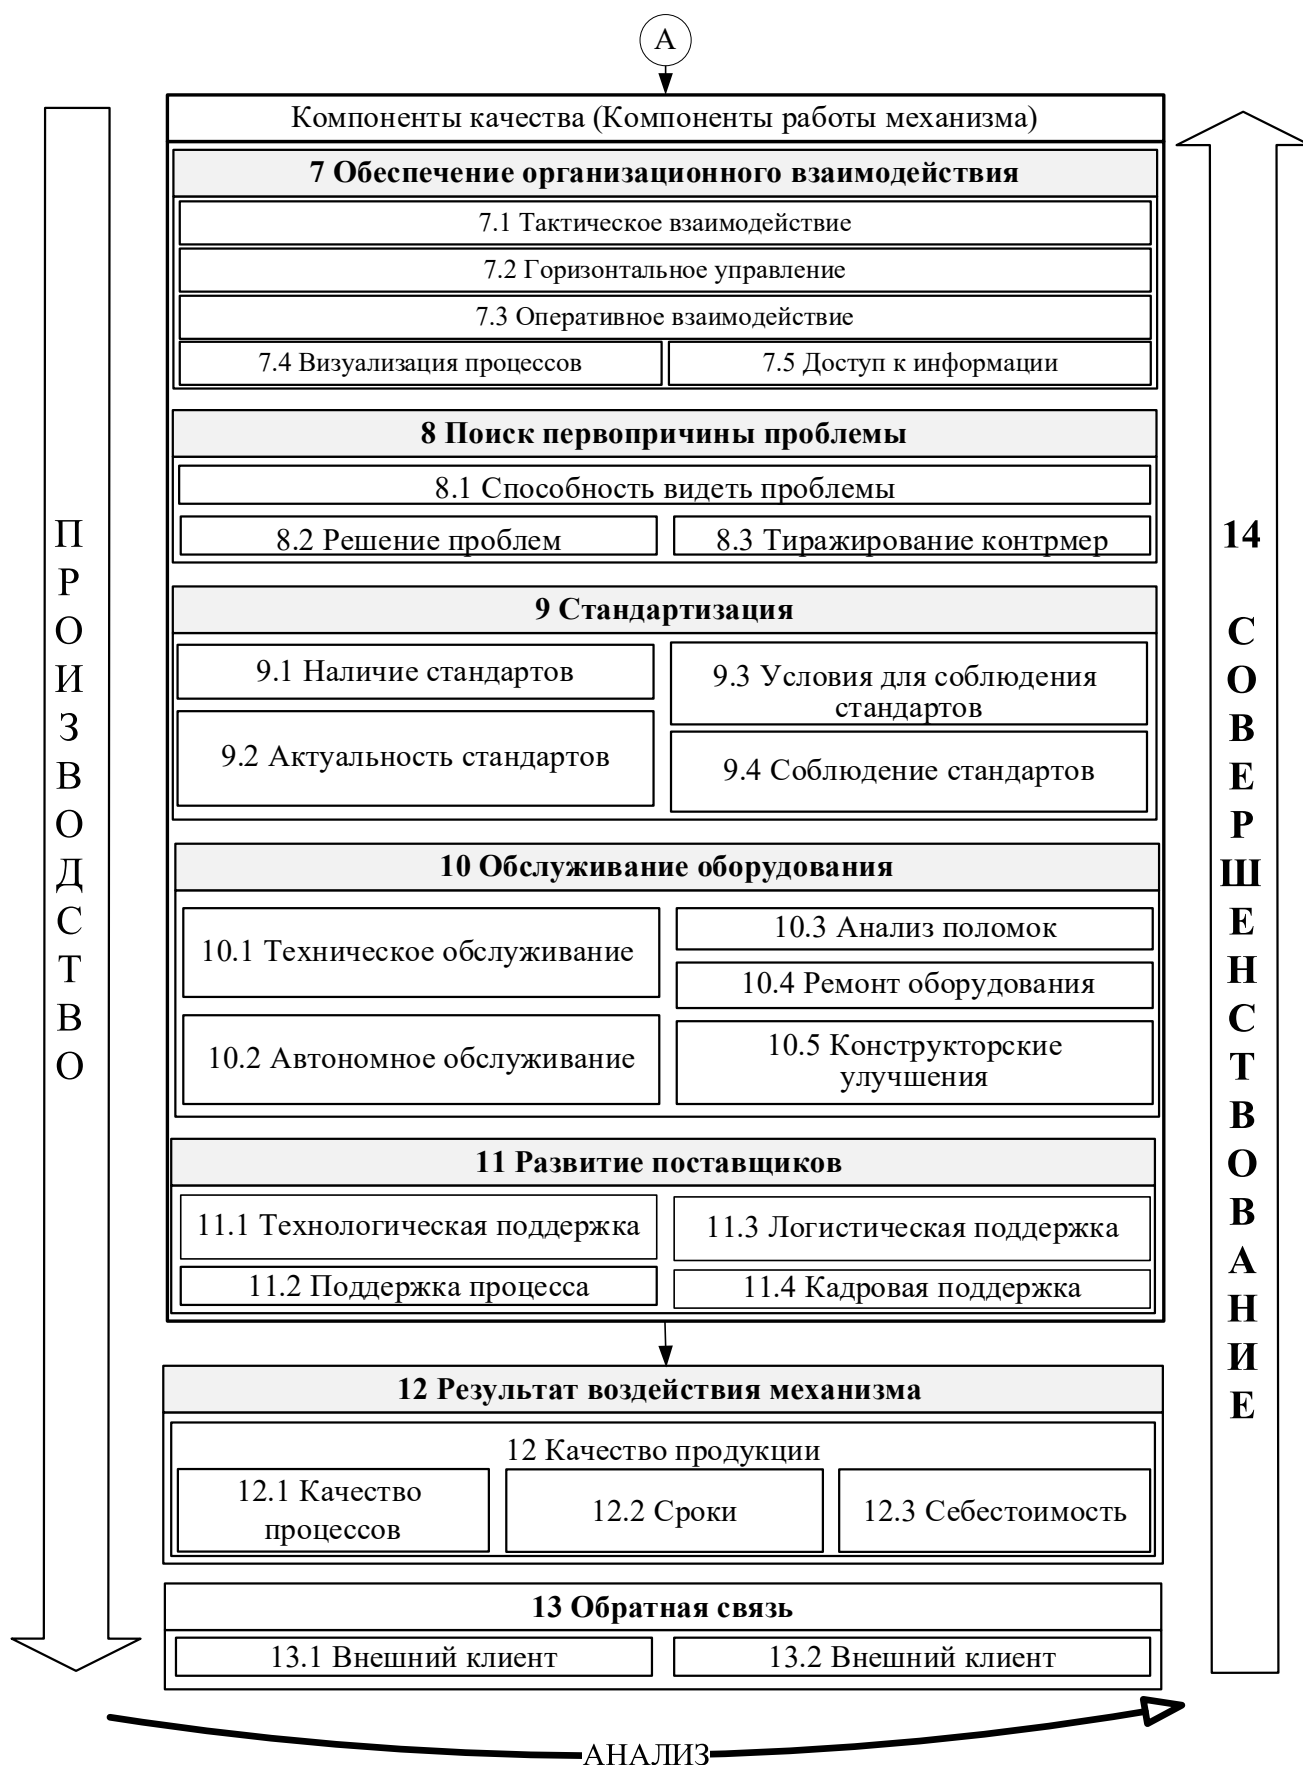 А
Компоненты качества (Компоненты работы механизма)
7 Обеспечение организационного взаимодействия
7.1 Тактическое взаимодействие
7.2 Горизонтальное управление
7.3 Оперативное взаимодействие
7.4 Визуализация процессов
7.5 Доступ к информации
8 Поиск первопричины проблемы
8.1 Способность видеть проблемы
8.2 Решение проблем
8.3 Тиражирование контрмер
9 Стандартизация
9.1 Наличие стандартов
9.2 Актуальность стандартов
9.3 Условия для соблюдения
стандартов
9.4 Соблюдение стандартов
10 Обслуживание оборудования
10.1 Техническое обслуживание
10.2 Автономное обслуживание
10.3 Анализ поломок
10.4 Ремонт оборудования
10.5 Конструкторские
улучшения
11 Развитие поставщиков
11.1 Технологическая поддержка
11.2 Поддержка процесса
11.3 Логистическая поддержка
11.4 Кадровая поддержка
12 Результат воздействия механизма
12 Качество продукции
12.1 Качество
процессов
12.2 Сроки
12.3 Себестоимость
13 Обратная связь
13.1 Внешний клиент
13.2 Внешний клиент
ПРОИЗВОДСТВО
14 СОВЕРШЕНСТВОВАНИЕ
АНАЛИЗ